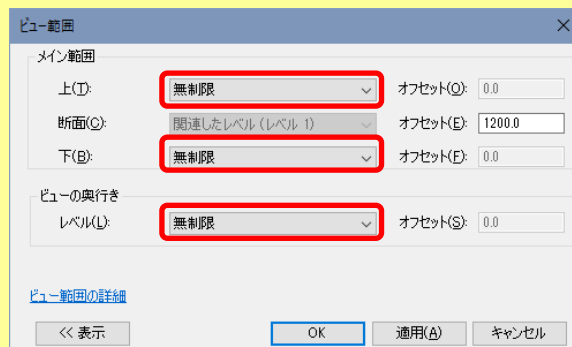 ビュー範囲
メイン範囲
上(T): 無制限 オフセット(O): 0.0
断面(C): 関連したレベル (レベル 1) オフセット(E): 1200.0
下(B): 無制限 オフセット(F): 0.0
ビューの奥行き
レベル(L): 無制限 オフセット(S): 0.0
ビュー範囲の詳細
<< 表示 OK 適用(A) キャンセル